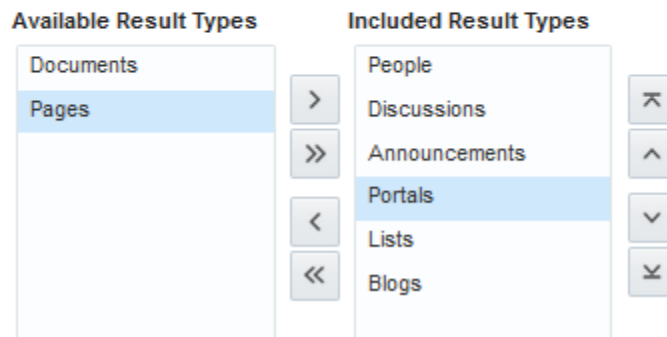 Available Result Types
Documents
Pages
Included Result Types
People
Discussions
Announcements
Portals
Lists
Blogs